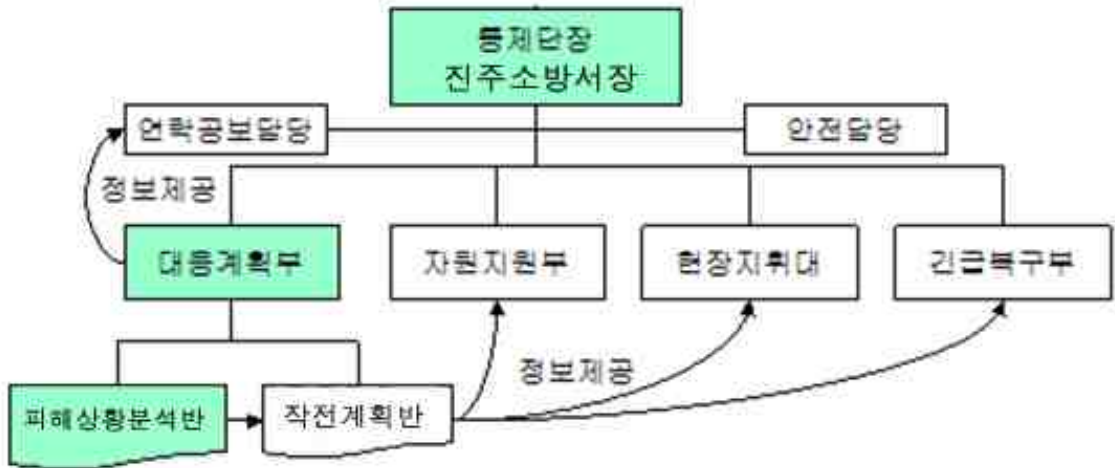 통제단장
진주소방서장
연락공보담당
안전담당
정보제공
대응계획부
자원지원부
현장지휘대
긴급복구부
정보제공
피해상황분석반
작전계획반